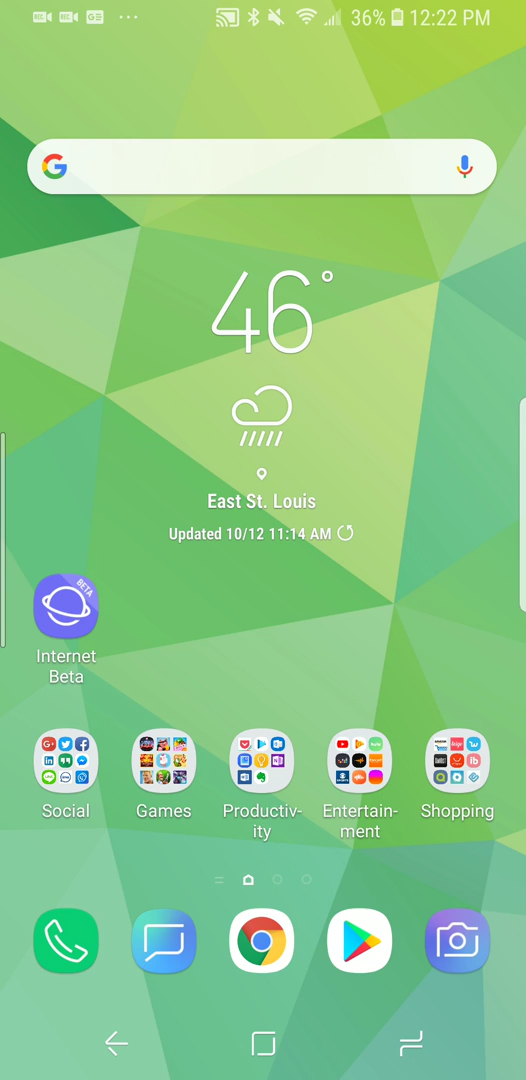 36% 12:22 PM
46°
East St. Louis
Updated 10/12 11:14 AM
BETA
Internet
Beta
Social Games Productiv-
ity Entertain-
ment Shopping